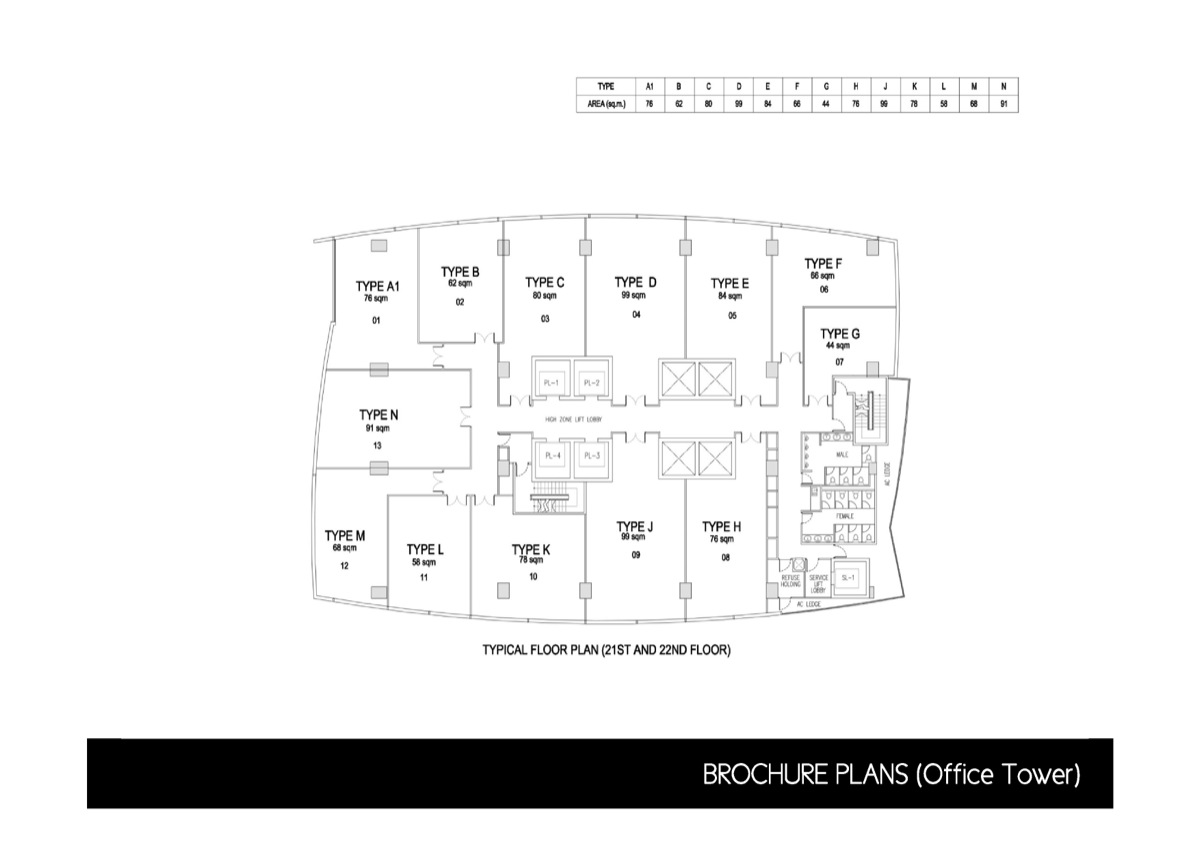 TYPE A1 B C D E F G H J K L M N
AREA (sq.m.) 76 62 80 99 84 66 44 76 99 78 58 68 91
TYPE A1
76 sqm
01
TYPE B
62 sqm
02
TYPE C
80 sqm
03
TYPE D
99 sqm
04
TYPE E
84 sqm
05
TYPE F
66 sqm
06
TYPE G
44 sqm
07
PL-1
PL-2
HIGH ZONE LIFT LOBBY
PL-4
PL-3
TYPE N
91 sqm
13
MALE
AC LEDGE
FEMALE
TYPE M
68 sqm
12
TYPE L
58 sqm
11
TYPE K
78 sqm
10
TYPE J
99 sqm
09
TYPE H
76 sqm
08
REFUSE
HOLDING
SERVICE
LIFT
LOBBY
SL-1
AC LEDGE
TYPICAL FLOOR PLAN (21ST AND 22ND FLOOR)
BROCHURE PLANS (Office Tower)